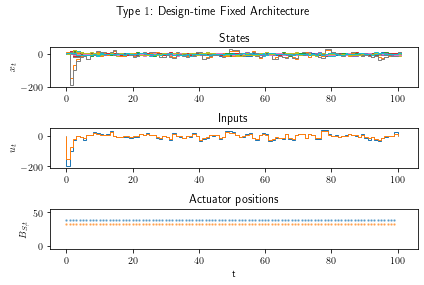 Type 1: Design-time Fixed Architecture
States
0
−200
x_t
0 20 40 60 80 100
Inputs
0
−200
u_t
0 20 40 60 80 100
Actuator positions
50
0
B_{S,t}
0 20 40 60 80 100
t